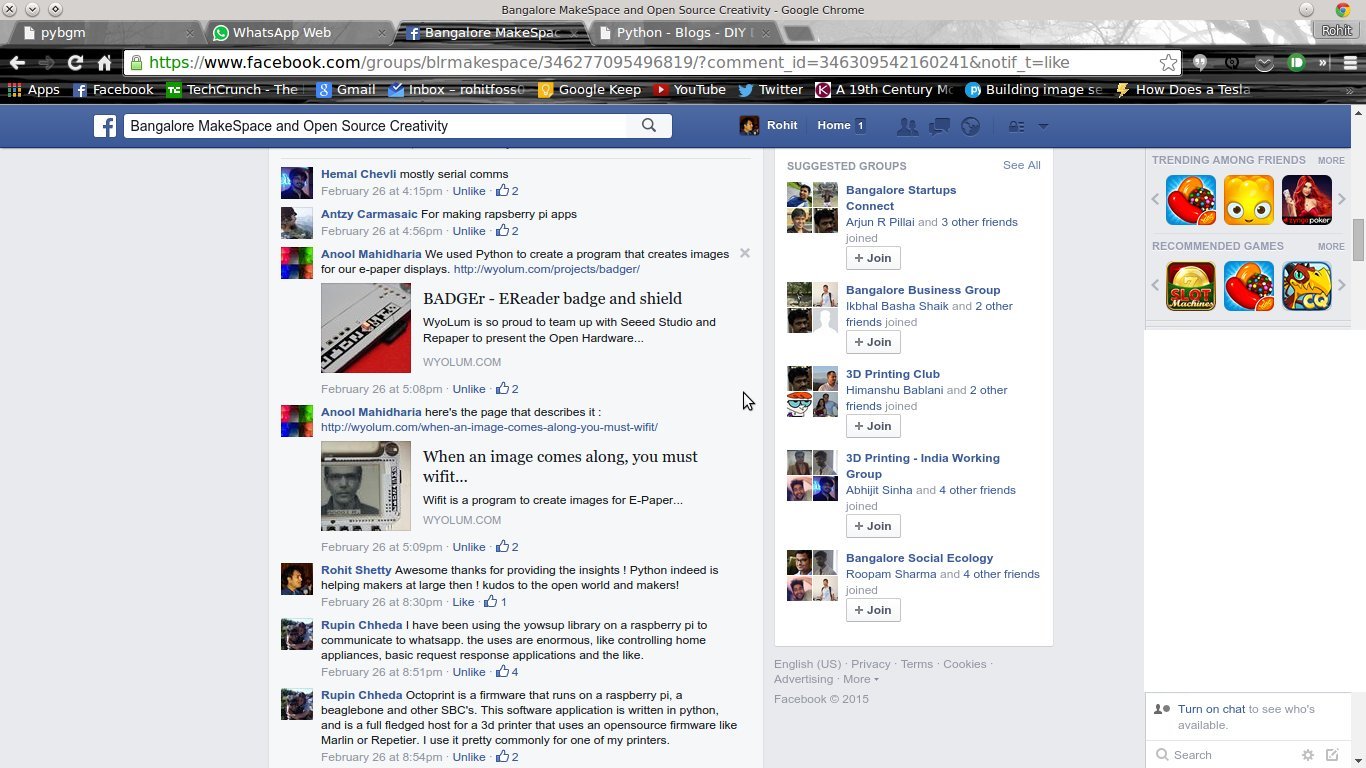 Bangalore MakeSpace and Open Source Creativity - Google Chrome
pybgm
WhatsApp Web
Bangalore MakeSpac
Python - Blogs - DIY
Rohit
https://www.facebook.com/groups/blrmakespace/346277095496819/?comment_id=346309542160241&notif_t=like
Apps
Facebook
TechCrunch - The
Gmail
Inbox – rohitfoss
Google Keep
YouTube
Twitter
A 19th Century M
Building image se
How Does a Tesla
Bangalore MakeSpace and Open Source Creativity
Rohit
Home 1
Hemal Chevli mostly serial comms
February 26 at 4:15pm · Unlike · 2
Antzy Carmasaic For making rapsberry pi apps
February 26 at 4:56pm · Unlike · 2
Anool Mahidharia We used Python to create a program that creates images
for our e-paper displays. http://wyolum.com/projects/badger/
BADGEr - EReader badge and shield
WyoLum is so proud to team up with Seeed Studio and
Repaper to present the Open Hardware...
WYOLUM.COM
February 26 at 5:08pm · Unlike · 2
Anool Mahidharia here's the page that describes it :
http://wyolum.com/when-an-image-comes-along-you-must-wifit/
When an image comes along, you must
wifit...
Wifit is a program to create images for E-Paper...
WYOLUM.COM
February 26 at 5:09pm · Unlike · 2
Rohit Shetty Awesome thanks for providing the insights ! Python indeed is
helping makers at large then ! kudos to the open world and makers!
February 26 at 8:30pm · Like · 1
Rupin Chheda I have been using the yowsup library on a raspberry pi to
communicate to whatsapp. the uses are enormous, like controlling home
appliances, basic request response applications and the like.
February 26 at 8:51pm · Unlike · 4
Rupin Chheda Octoprint is a firmware that runs on a raspberry pi, a
beaglebone and other SBC's. This software application is written in python,
and is a full fledged host for a 3d printer that uses an opensource firmware like
Marlin or Repetier. I use it pretty commonly for one of my printers.
February 26 at 8:54pm · Unlike · 2
SUGGESTED GROUPS
See All
Bangalore Startups
Connect
Arjun R Pillai and 3 other friends
joined
+ Join
Bangalore Business Group
Ikbhal Basha Shaik and 2 other
friends joined
+ Join
3D Printing Club
Himanshu Bablani and 2 other
friends joined
+ Join
3D Printing - India Working
Group
Abhijit Sinha and 4 other friends
joined
+ Join
Bangalore Social Ecology
Roopam Sharma and 4 other friends
joined
+ Join
English (US) · Privacy · Terms · Cookies ·
Advertising · More
Facebook © 2015
TRENDING AMONG FRIENDS
MORE
RECOMMENDED GAMES
MORE
SLOT
Machines
CQ
Turn on chat to see who's
available.
Search